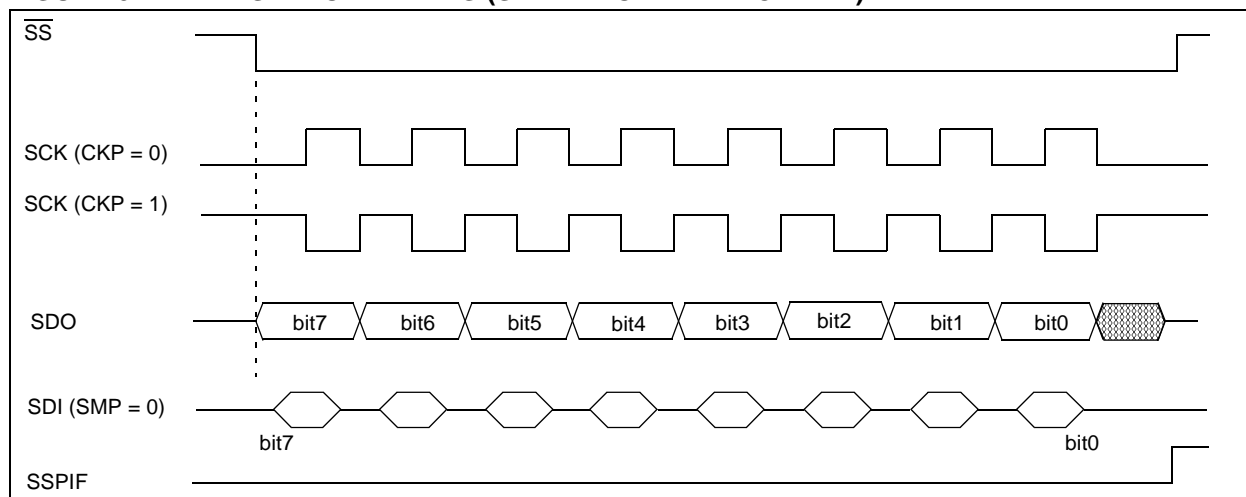 SS
SCK (CKP = 0)
SCK (CKP = 1)
SDO bit7 bit6 bit5 bit4 bit3 bit2 bit1 bit0
SDI (SMP = 0)
bit7 bit0
SSPIF